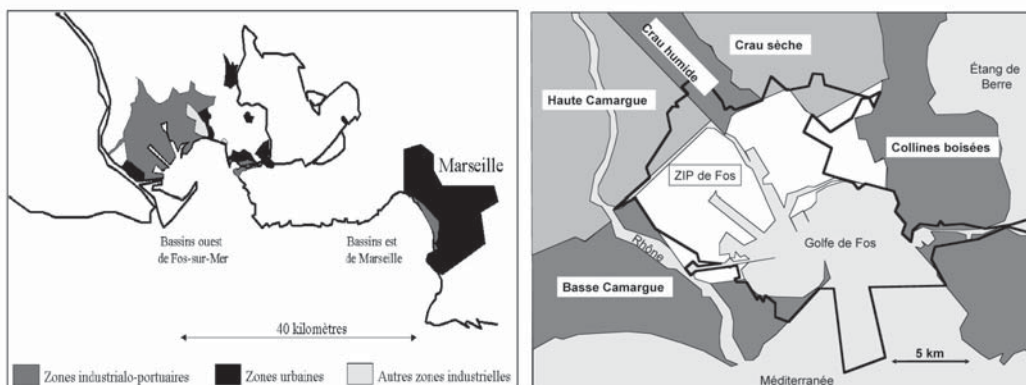 Marseille
Bassins ouest
de Fos-sur-Mer
Bassins est
de Marseille
40 kilomètres
Zones industrialo-portuaires
Zones urbaines
Autres zones industrielles
Crau humide
Crau sèche
Étang de
Berre
Haute Camargue
Collines boisées
ZIP de Fos
Golfe de Fos
Rhône
Basse Camargue
5 km
Méditerranée